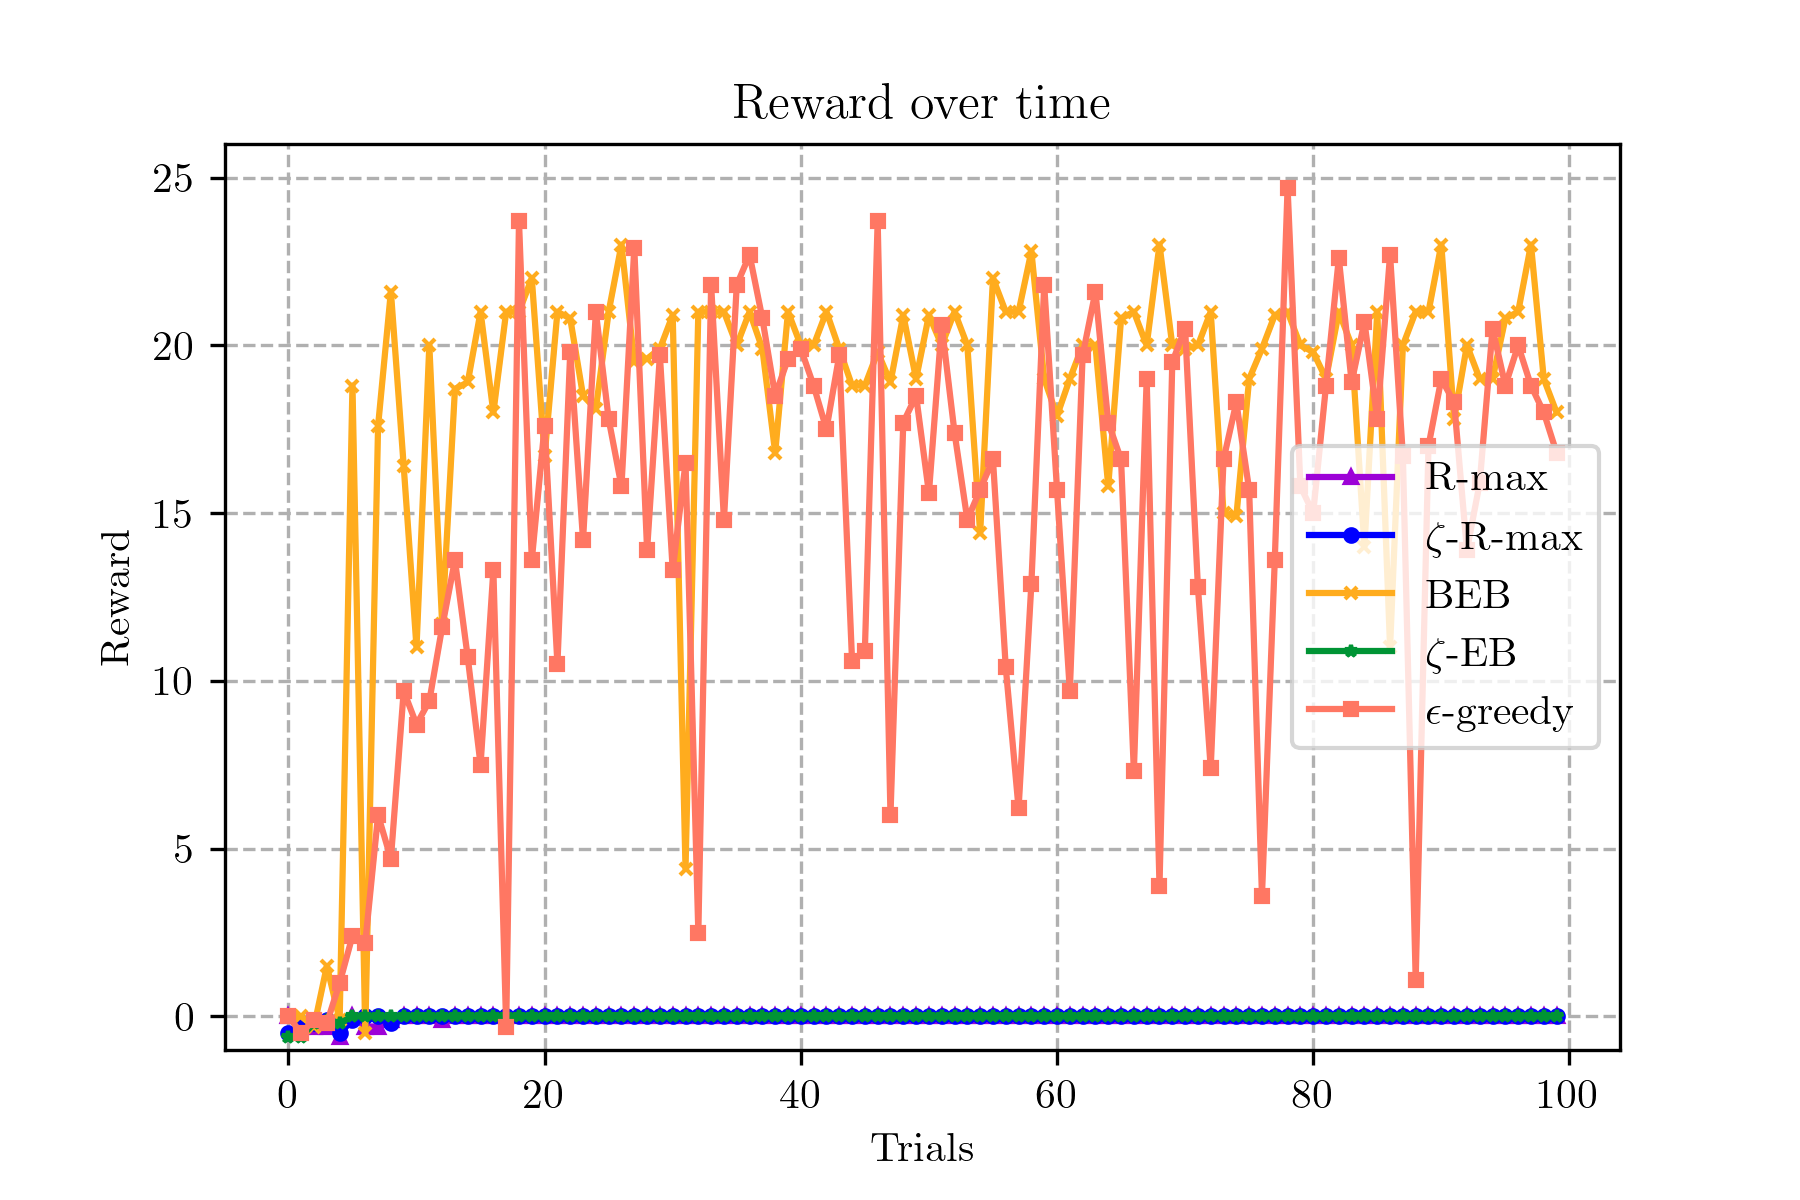 Reward over time
25
20
15
10
5
0
Reward
0 20 40 60 80 100
Trials
R-max
ζ-R-max
BEB
ζ-EB
ϵ-greedy